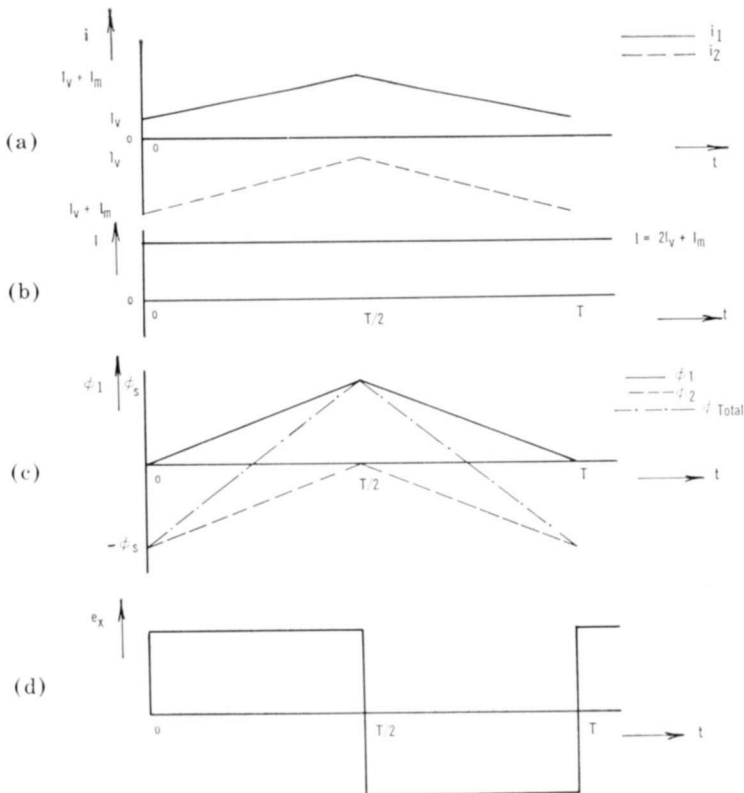 i
i1
i2
Iv + Im
Iv
(a)
0
0
Iv
t
Iv + Im
I
I = 2Iv + Im
(b)
0
0
T/2
T
t
ϕ1
ϕs
ϕ1
ϕ2
ϕ Total
(c)
0
T/2
T
t
-ϕs
ex
(d)
0
T/2
T
t